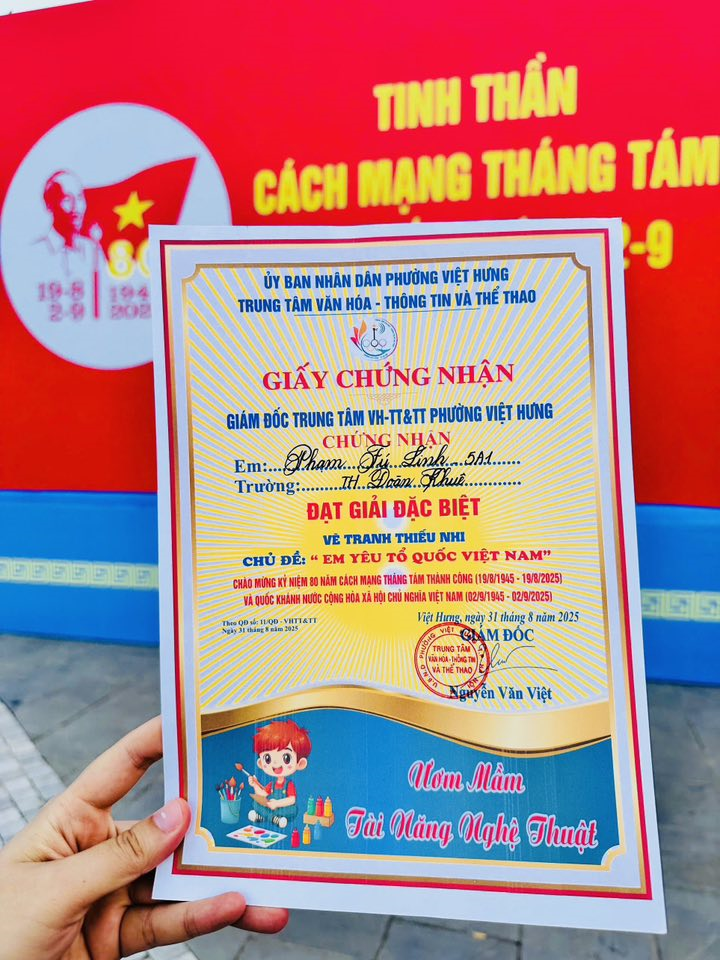 TINH THẦN
CÁCH MẠNG THÁNG TÁM
2-9
19-8
2-9
ỦY BAN NHÂN DÂN PHƯỜNG VIỆT HƯNG
TRUNG TÂM VĂN HÓA - THÔNG TIN VÀ THỂ THAO
GIẤY CHỨNG NHẬN
GIÁM ĐỐC TRUNG TÂM VH-TT&TT PHƯỜNG VIỆT HƯNG
CHỨNG NHẬN
Em:....Phạm...Tú...Linh...5A1.......
Trường:.........TH Đoàn Khuê..............
ĐẠT GIẢI ĐẶC BIỆT
VẼ TRANH THIẾU NHI
CHỦ ĐỀ: “ EM YÊU TỔ QUỐC VIỆT NAM”
CHÀO MỪNG KỶ NIỆM 80 NĂM CÁCH MẠNG THÁNG TÁM THÀNH CÔNG (19/8/1945 - 19/8/2025)
VÀ QUỐC KHÁNH NƯỚC CỘNG HÒA XÃ HỘI CHỦ NGHĨA VIỆT NAM (02/9/1945 - 02/9/2025)
Theo QĐ số: 11/QĐ - VHTT&TT
Ngày 31 tháng 8 năm 2025
Việt Hưng, ngày 31 tháng 8 năm 2025
GIÁM ĐỐC
TRUNG TÂM
VĂN HÓA - THÔNG TIN
VÀ THỂ THAO
Nguyễn Văn Việt
Ươm Mầm
Tài Năng Nghệ Thuật